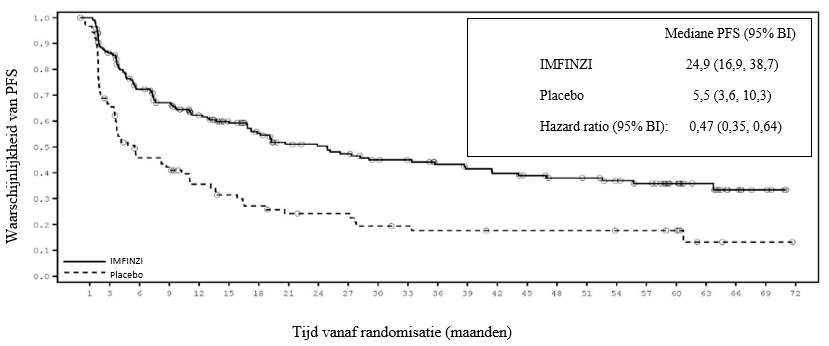 Waarschijnlijkheid van PFS
1.0
0.9
0.8
0.7
0.6
0.5
0.4
0.3
0.2
0.1
0.0
Mediane PFS (95% BI)
IMFINZI 24,9 (16,9, 38,7)
Placebo 5,5 (3,6, 10,3)
Hazard ratio (95% BI): 0,47 (0,35, 0,64)
IMFINZI
Placebo
1 3 6 9 12 15 18 21 24 27 30 33 36 39 42 45 48 51 54 57 60 63 66 69 72
Tijd vanaf randomisatie (maanden)